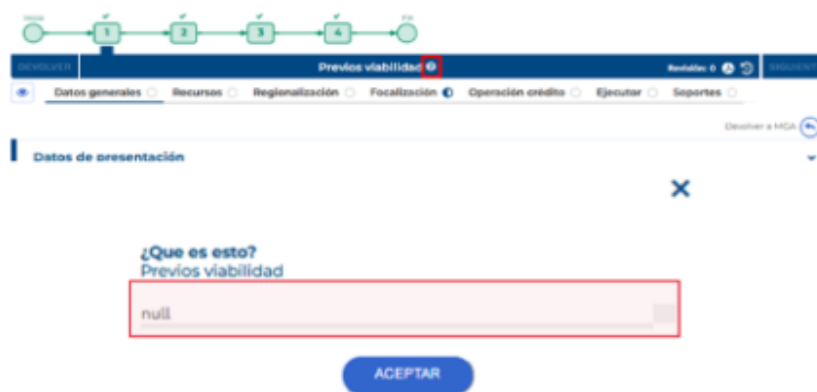 1 2 3 4
DEVOLVER Previos viabilidad Revisión: 0 SIGUIENT
Datos generales Recursos Regionalización Focalización Operación crédito Ejecutor Soportes
Devolver a MGA
Datos de presentación
¿Que es esto?
Previos viabilidad
null
ACEPTAR